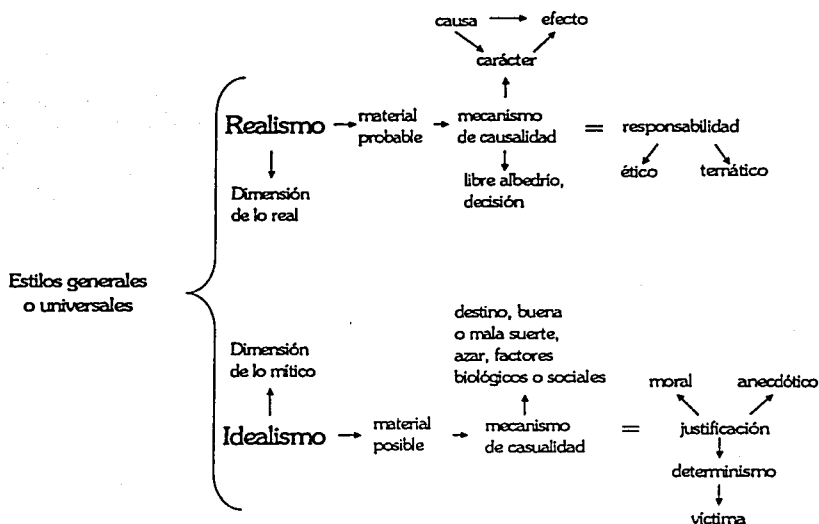 causa → efecto
carácter
Realismo → material probable → mecanismo de causalidad = responsabilidad
ético
temático
Dimensión
de lo real
libre albedrío,
decisión
Estilos generales
o universales
destino, buena
o mala suerte,
azar, factores
biológicos o sociales
Dimensión
de lo mítico
moral
anecdótico
Idealismo → material posible → mecanismo de casualidad = justificación
determinismo
víctima